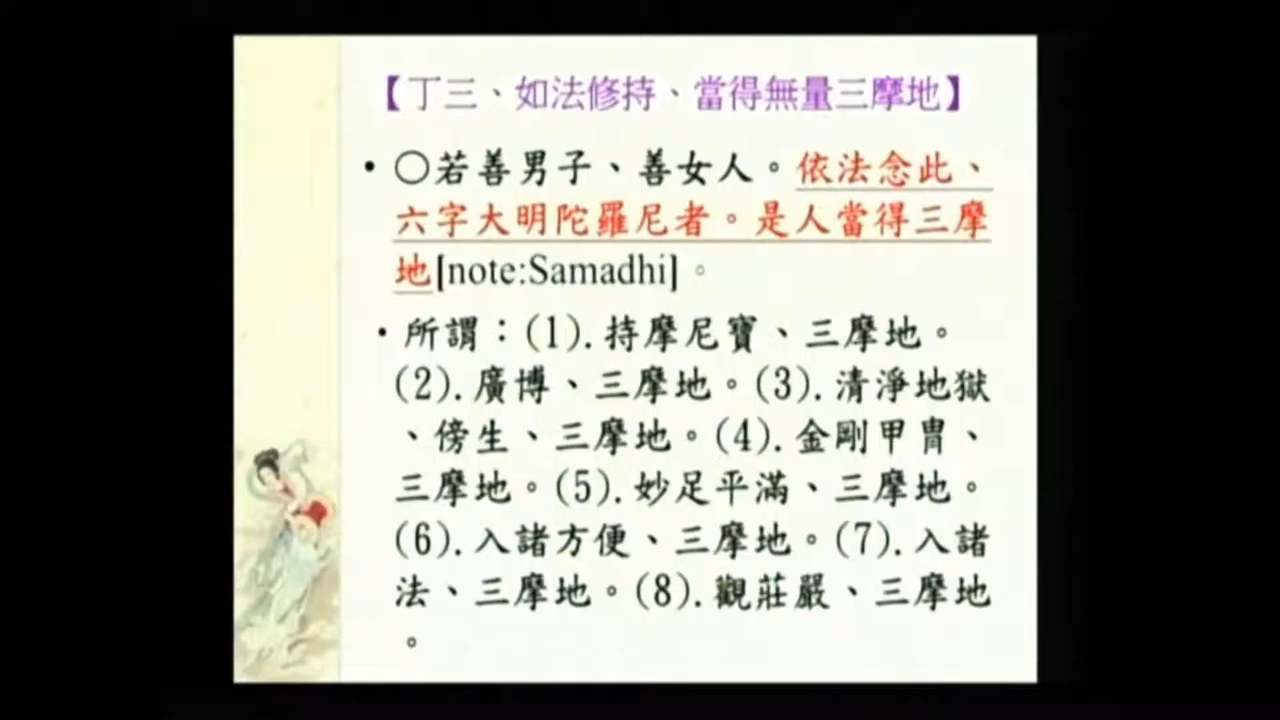 【丁三、如法修持、當得無量三摩地】
• ○若善男子、善女人。依法念此、
六字大明陀羅尼者。是人當得三摩
地[note:Samadhi]。
• 所謂：(1).持摩尼寶、三摩地。
(2).廣博、三摩地。(3).清淨地獄
、傍生、三摩地。(4).金剛甲冑、
三摩地。(5).妙足平滿、三摩地。
(6).入諸方便、三摩地。(7).入諸
法、三摩地。(8).觀莊嚴、三摩地
。